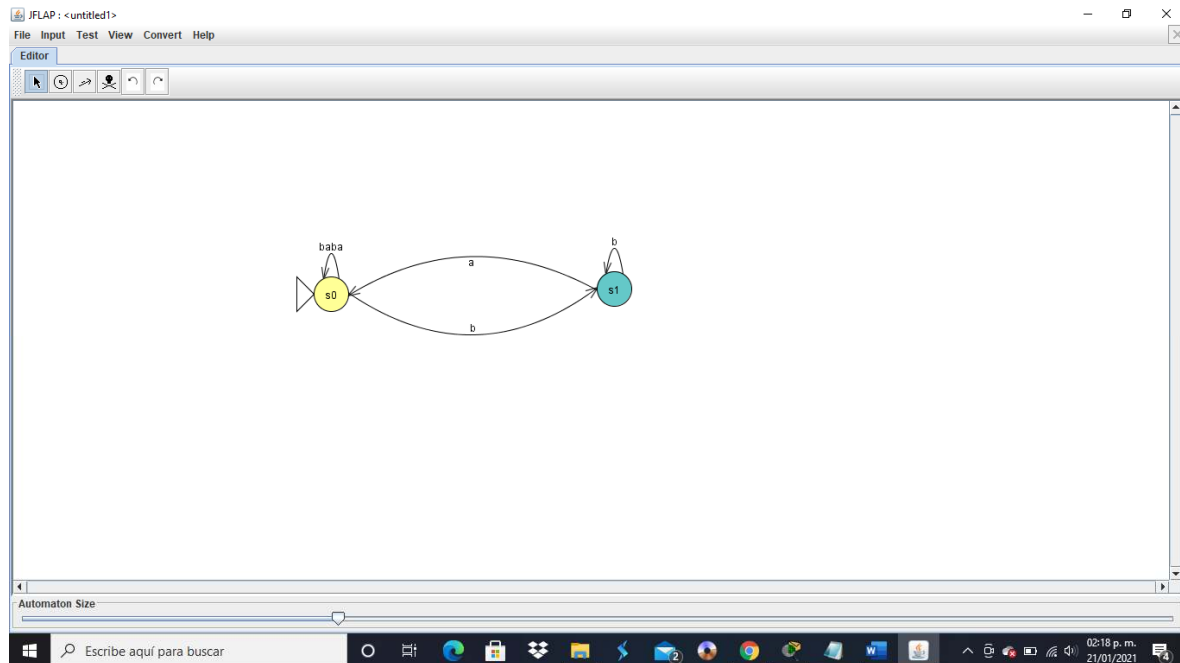 JFLAP : <untitled1>
File Input Test View Convert Help
Editor
baba
b
a
s0
s1
b
Automaton Size
Escribe aquí para buscar
2
W
02:18 p. m.
21/01/2021
4